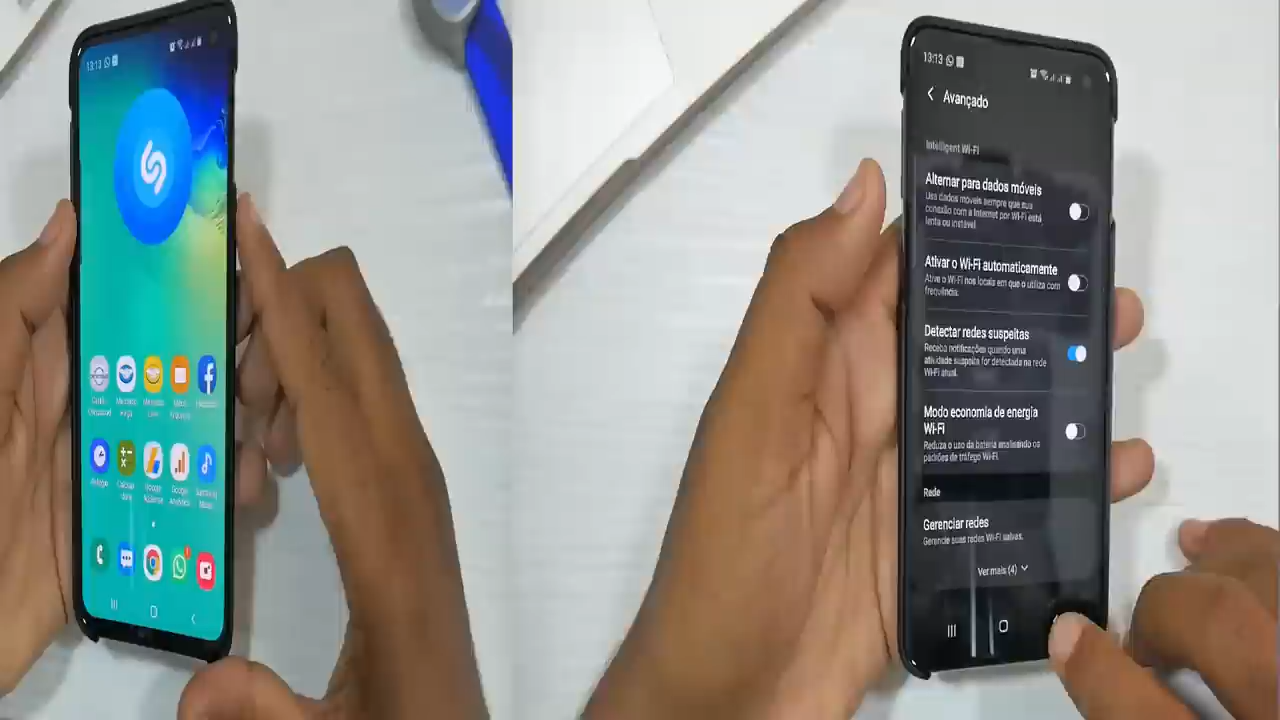 13:13
Facebook
13:13
Avançado
Intelligent Wi-Fi
Alternar para dados móveis
Use dados móveis sempre que sua
conexão com a Internet por Wi-Fi está
lenta ou instável.
Ativar o Wi-Fi automaticamente
Ative o Wi-Fi nos locais em que o utiliza com
frequência.
Detectar redes suspeitas
Receba notificações quando uma
atividade suspeita for detectada na rede
Wi-Fi atual.
Modo economia de energia
Wi-Fi
Reduza o uso da bateria analisando os
padrões de tráfego Wi-Fi.
Rede
Gerenciar redes
Gerencie suas redes Wi-Fi salvas.
Ver mais (4)